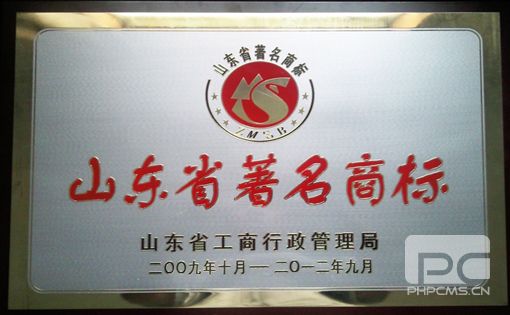 山东省著名商标
ZMSB
山东省著名商标
山东省工商行政管理局
二〇〇九年十月—二〇一二年九月
PC
PHPCMS.CN